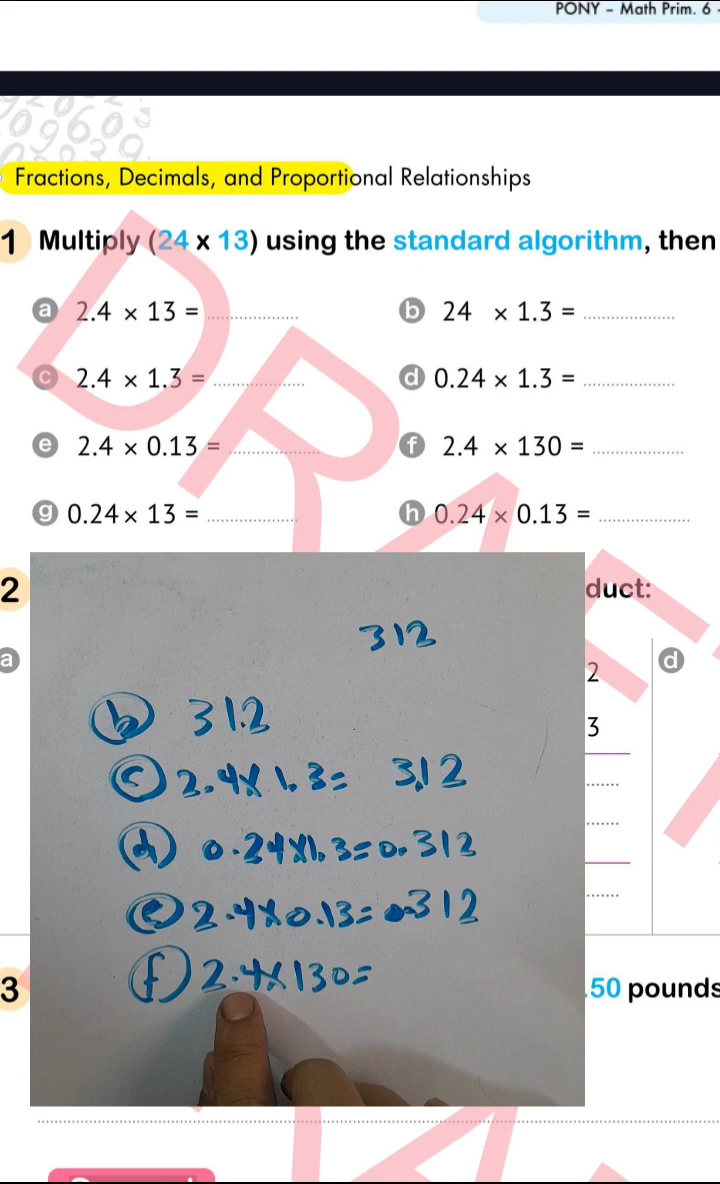 PONY - Math Prim. 6 -
Fractions, Decimals, and Proportional Relationships
1 Multiply (24 x 13) using the standard algorithm, then
a 2.4 × 13 = ..................
b 24 × 1.3 = ..................
c 2.4 × 1.3 = ..................
d 0.24 × 1.3 = ..................
e 2.4 × 0.13 = ..................
f 2.4 × 130 = ..................
g 0.24 × 13 = ..................
h 0.24 × 0.13 = ..................
2 duct:
a 2 d
3
312
b 31.2
c 2.4 x 1.3 = 3.12
d 0.24 x 1.3 = 0.312
e 2.4 x 0.13 = 0.312
f 2.4 x 130 =
3 .50 pounds
DRAFT